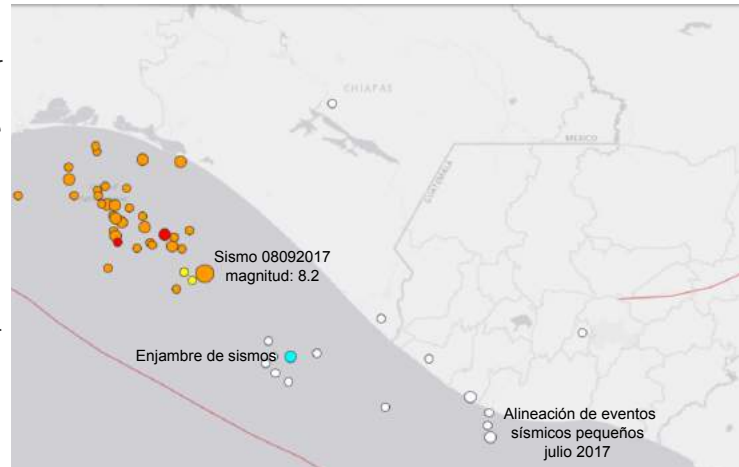 CHIAPAS
MEXICO
GUATEMALA
Sismo 08092017
magnitud: 8.2
Enjambre de sismos
Alineación de eventos
sísmicos pequeños
julio 2017